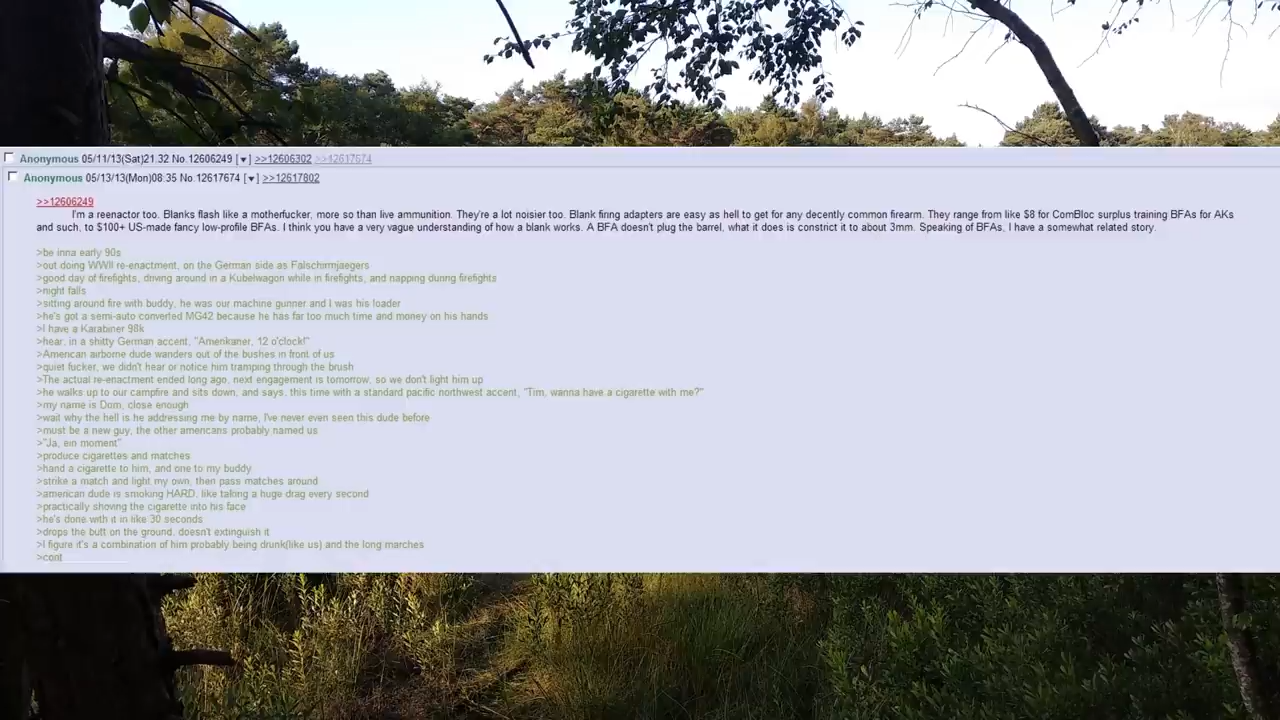 Anonymous 05/11/13(Sat)21:32 No.12606249 [▼] >>12606302 >>12617674
Anonymous 05/13/13(Mon)08:35 No.12617674 [▼] >>12617802
>>12606249
I'm a reenactor too. Blanks flash like a motherfucker, more so than live ammunition. They're a lot noisier too. Blank firing adapters are easy as hell to get for any decently common firearm. They range from like $8 for ComBloc surplus training BFAs for AKs
and such, to $100+ US-made fancy low-profile BFAs. I think you have a very vague understanding of how a blank works. A BFA doesn't plug the barrel, what it does is constrict it to about 3mm. Speaking of BFAs, I have a somewhat related story.
>be inna early 90s
>out doing WWII re-enactment, on the German side as Falschirmjaegers
>good day of firefights, driving around in a Kubelwagon while in firefights, and napping during firefights
>night falls
>sitting around fire with buddy, he was our machine gunner and I was his loader
>he's got a semi-auto converted MG42 because he has far too much time and money on his hands
>I have a Karabiner 98k
>hear, in a shitty German accent, "Amerikaner, 12 o'clock!"
>American airborne dude wanders out of the bushes in front of us
>quiet fucker, we didn't hear or notice him tramping through the brush
>The actual re-enactment ended long ago, next engagement is tomorrow, so we don't light him up
>he walks up to our campfire and sits down, and says, this time with a standard pacific northwest accent, "Tim, wanna have a cigarette with me?"
>my name is Dom, close enough
>wait why the hell is he addressing me by name, I've never even seen this dude before
>must be a new guy, the other americans probably named us
>"Ja, ein moment"
>produce cigarettes and matches
>hand a cigarette to him, and one to my buddy
>strike a match and light my own, then pass matches around
>american dude is smoking HARD, like taking a huge drag every second
>practically shoving the cigarette into his face
>he's done with it in like 30 seconds
>drops the butt on the ground, doesn't extinguish it
>I figure it's a combination of him probably being drunk(like us) and the long marches
>cont